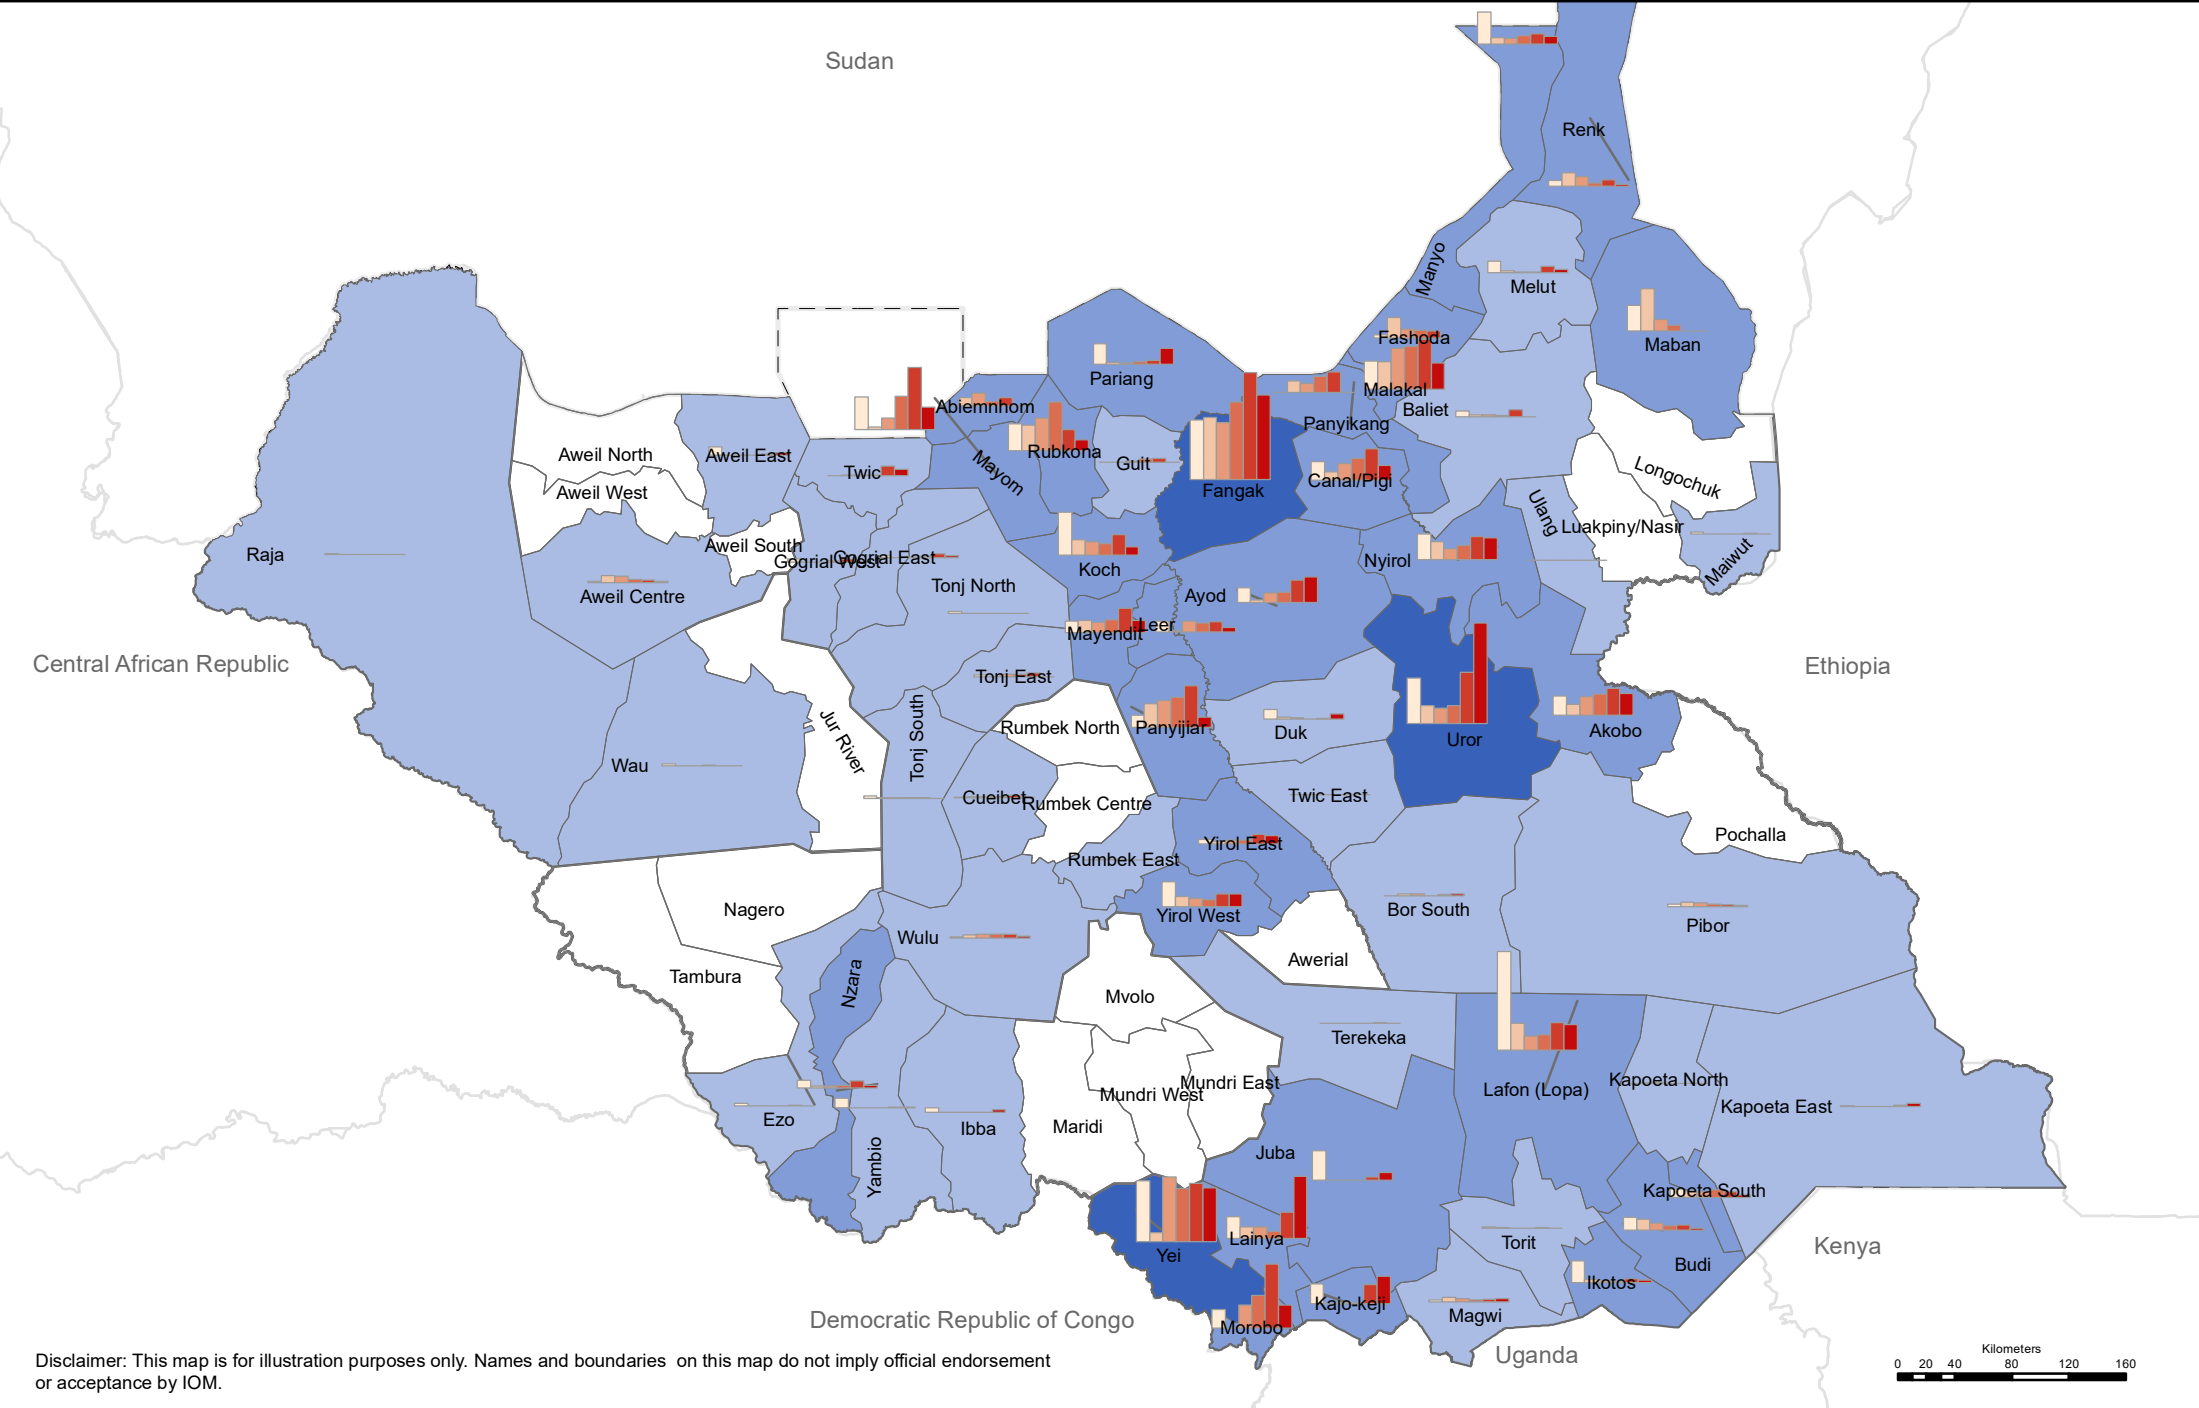 Sudan
Renk
Manyo
Melut
Fashoda
Maban
Pariang
Malakal
Abiemnhom
Baliet
Panyikang
Aweil North
Aweil East
Rubkona
Guit
Twic
Mayom
Longochuk
Canal/Pigi
Fangak
Aweil West
Ulang
Luakpiny/Nasir
Aweil South
Raja
Gogrial West
Gogrial East
Koch
Nyirol
Maiwut
Tonj North
Aweil Centre
Ayod
Leer
Mayendit
Central African Republic
Ethiopia
Tonj East
Rumbek North
Panyijiar
Duk
Uror
Akobo
Jur River
Tonj South
Wau
Cueibet
Rumbek Centre
Twic East
Pochalla
Yirol East
Rumbek East
Nagero
Yirol West
Bor South
Pibor
Wulu
Awerial
Tambura
Nzara
Mvolo
Terekeka
Mundri East
Kapoeta North
Lafon (Lopa)
Mundri West
Kapoeta East
Ezo
Ibba
Maridi
Juba
Yambio
Kapoeta South
Lainya
Torit
Kenya
Yei
Budi
Ikotos
Kajo-keji
Magwi
Democratic Republic of Congo
Morobo
Uganda
Disclaimer: This map is for illustration purposes only. Names and boundaries on this map do not imply official endorsement
or acceptance by IOM.
Kilometers
0 20 40 80 120 160